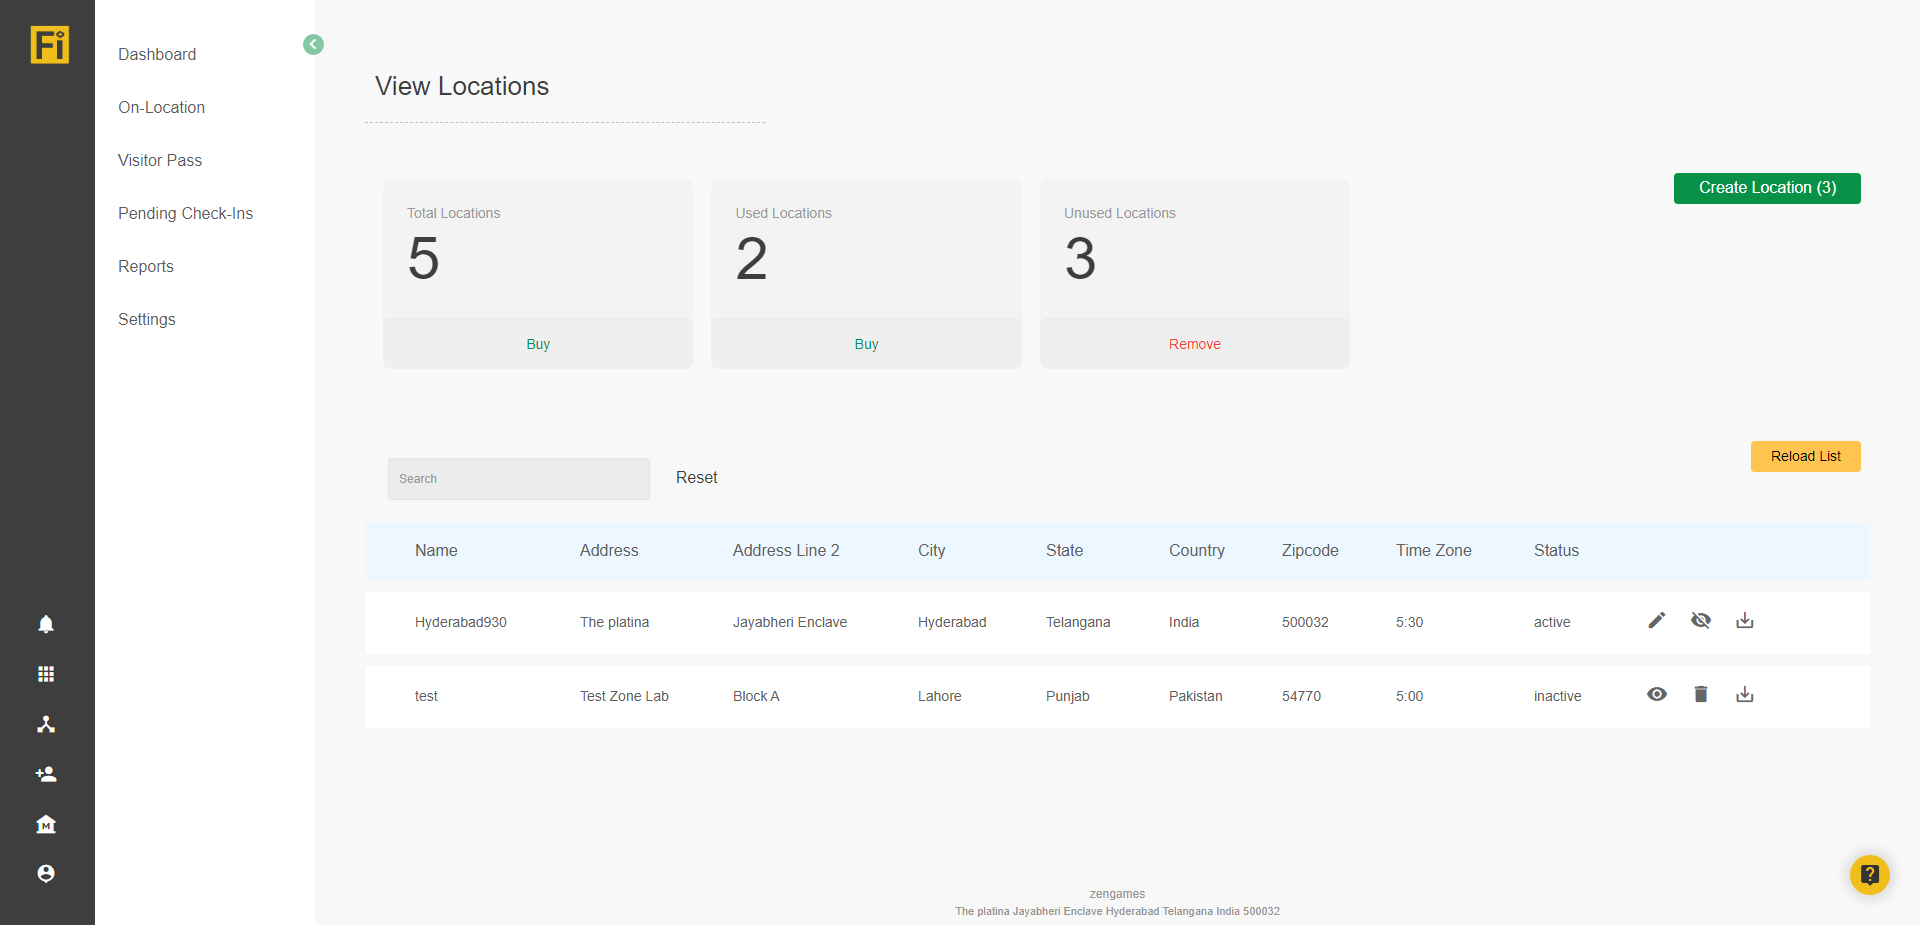 Fi
Dashboard
On-Location
Visitor Pass
Pending Check-Ins
Reports
Settings
View Locations
Create Location (3)
Total Locations
5
Buy
Used Locations
2
Buy
Unused Locations
3
Remove
Reload List
Search
Reset
Name Address Address Line 2 City State Country Zipcode Time Zone Status
Hyderabad930 The platina Jayabheri Enclave Hyderabad Telangana India 500032 5:30 active
test Test Zone Lab Block A Lahore Punjab Pakistan 54770 5:00 inactive
M
?
zengames
The platina Jayabheri Enclave Hyderabad Telangana India 500032